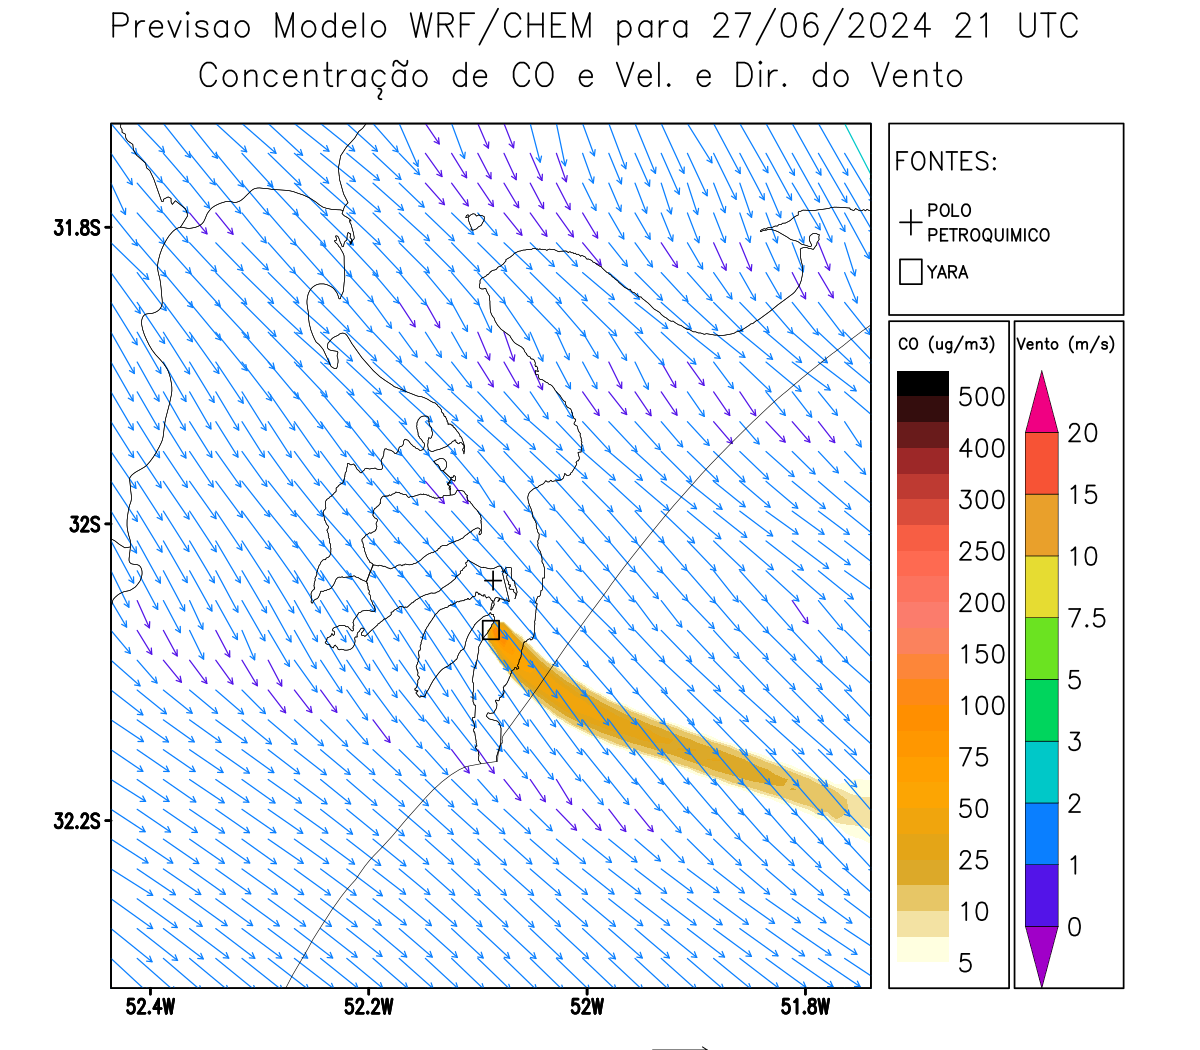 Previsao Modelo WRF/CHEM para 27/06/2024 21 UTC
Concentração de CO e Vel. e Dir. do Vento
FONTES:
POLO
PETROQUIMICO
YARA
CO (ug/m3)
500
400
300
250
200
150
100
75
50
25
10
5
Vento (m/s)
20
15
10
7.5
5
3
2
1
0
31.8S
32S
32.2S
52.4W
52.2W
52W
51.8W